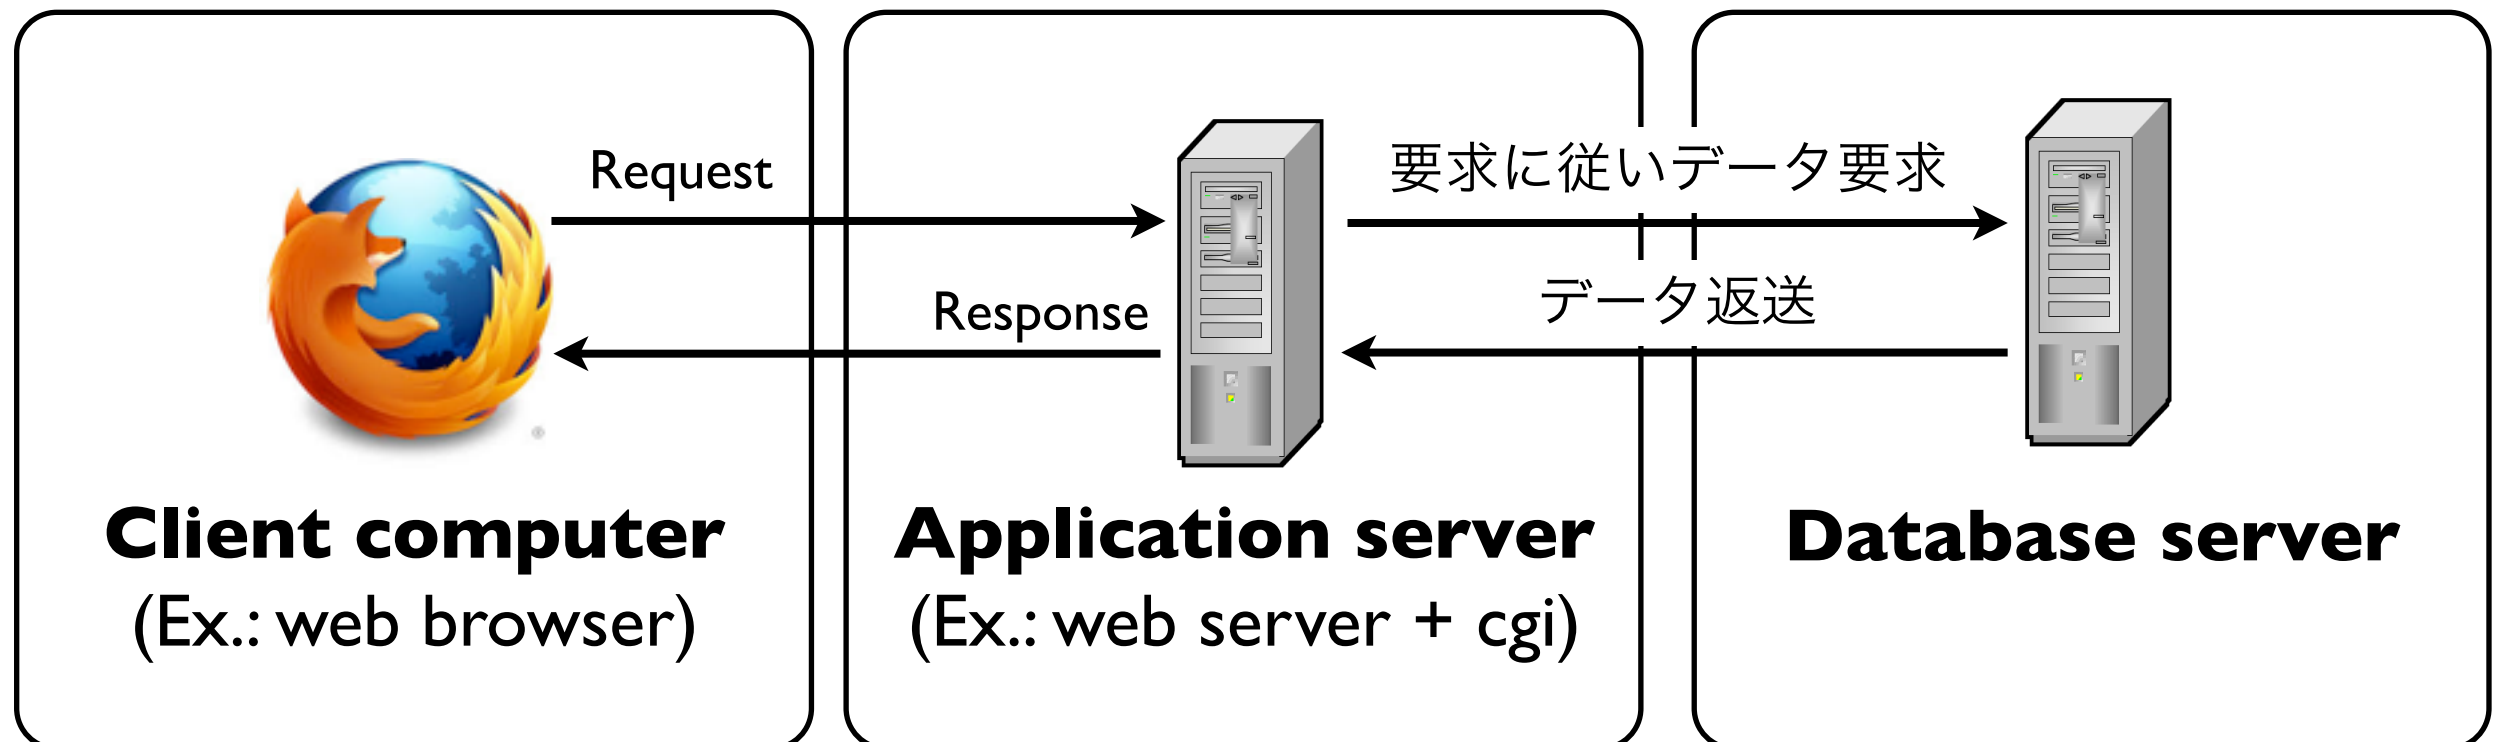 Request
Response
要求に従いデータ要求
データ返送
Client computer
(Ex.: web browser)
Application server
(Ex.: web server + cgi)
Database server